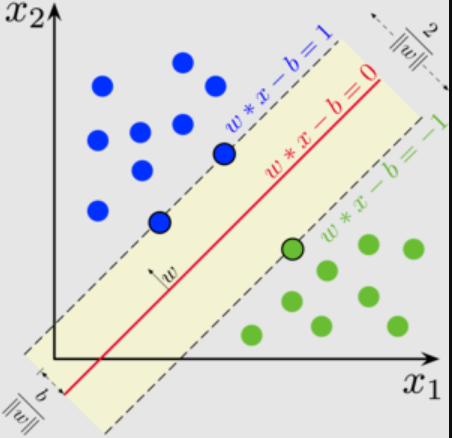 x₂
w * x − b = 1
2
‖w‖
w * x − b = 0
w * x − b = −1
w
b
‖w‖
x₁